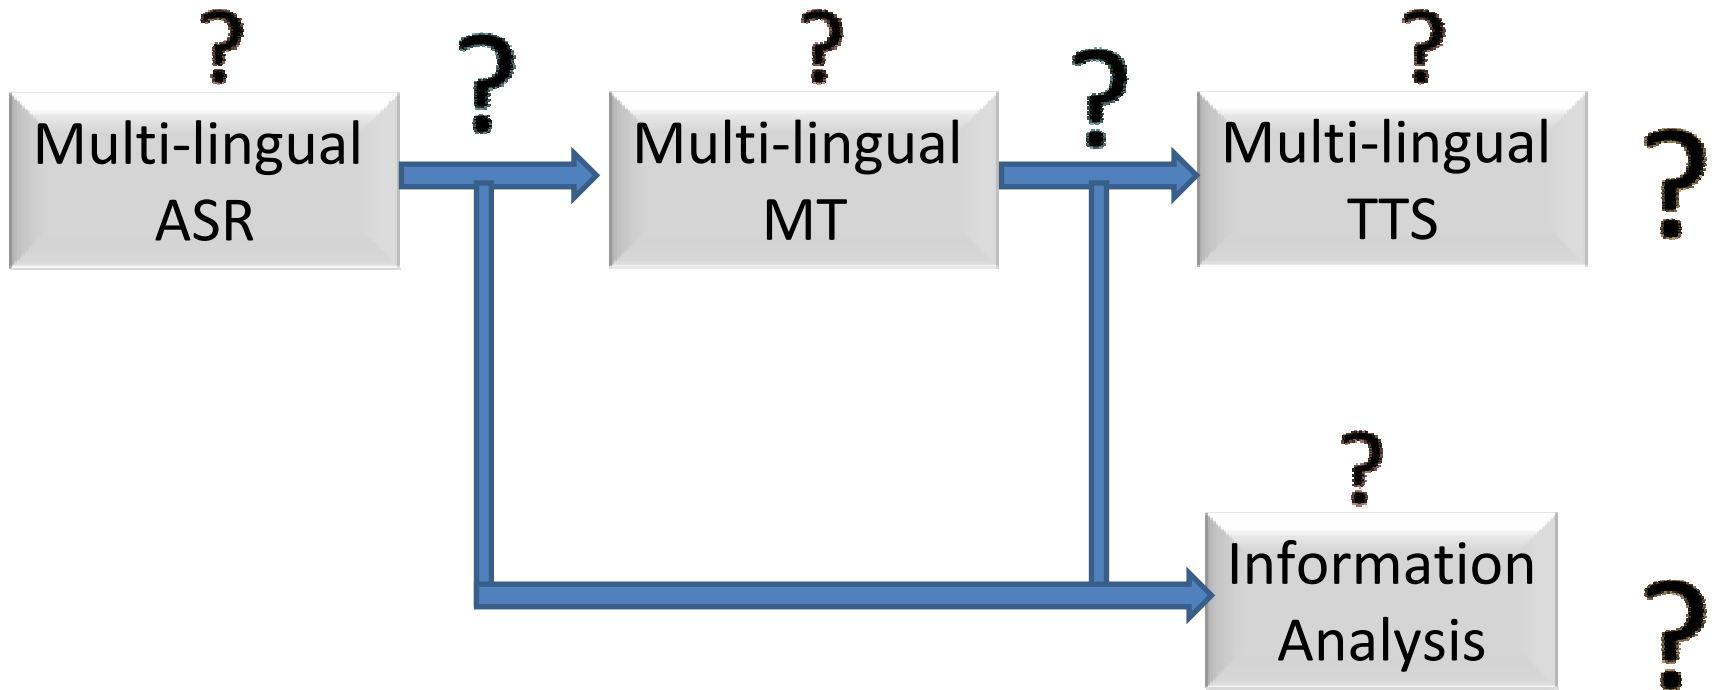 ?
?
?
?
?
Multi-lingual
ASR
Multi-lingual
MT
Multi-lingual
TTS
?
?
Information
Analysis
?